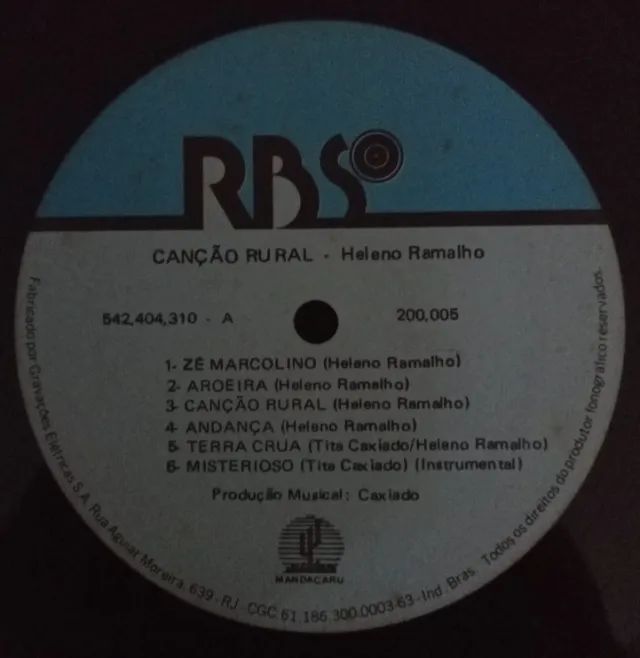 RBS
CANÇÃO RURAL - Heleno Ramalho
542,404,310 - A
200,005
1- ZÉ MARCOLINO (Heleno Ramalho)
2- AROEIRA (Heleno Ramalho)
3- CANÇÃO RURAL (Heleno Ramalho)
4- ANDANÇA (Heleno Ramalho)
5- TERRA CRUA (Tita Caxiado/Heleno Ramalho)
6- MISTERIOSO (Tita Caxiado) (Instrumental)
Produção Musical: Caxiado
MANDACARU
Fabricado por Gravações Elétricas S.A. Rua Aguiar Moreira, 639 - RJ - CGC 61.186.300.0003-63 - Ind. Bras. Todos os direitos do produtor fonográfico reservados.